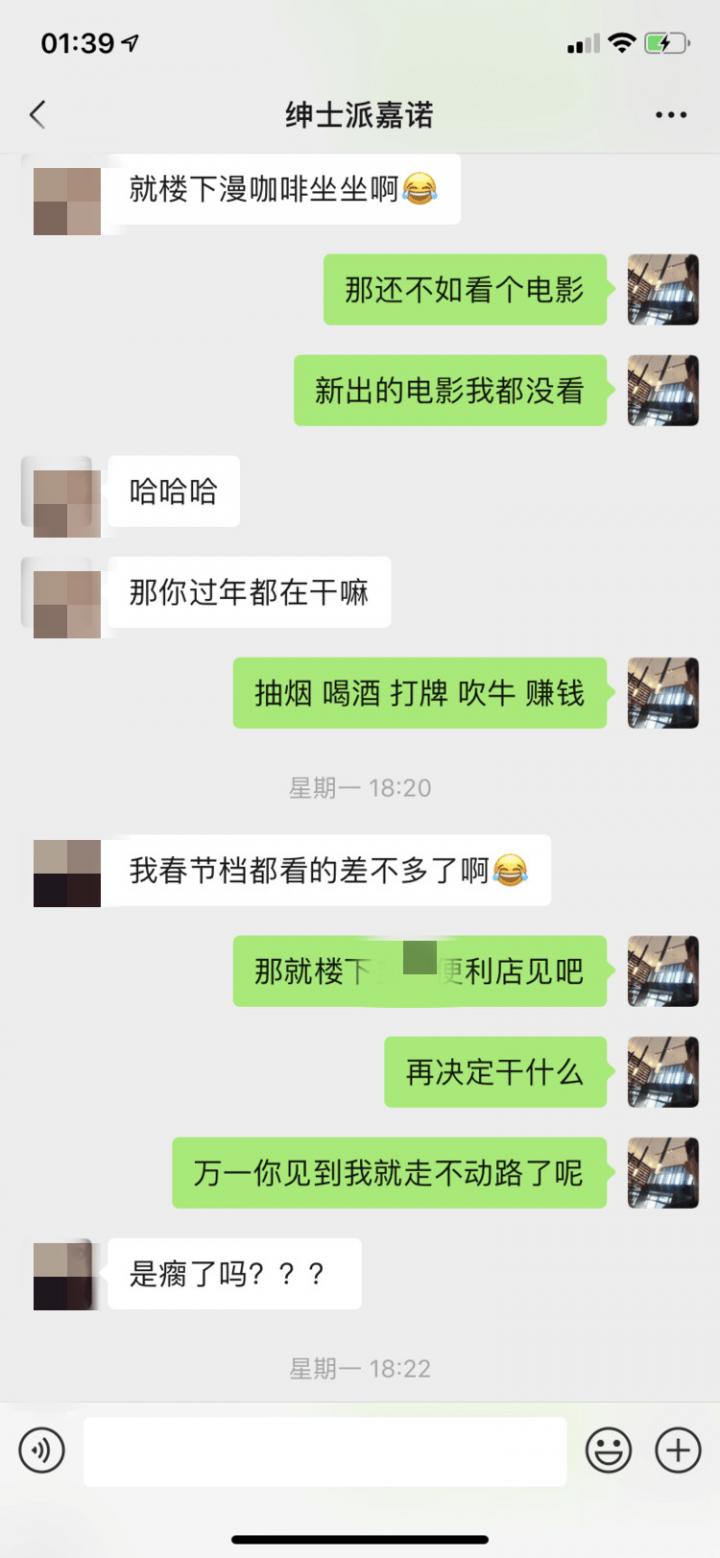 01:39
绅士派嘉诺
就楼下漫咖啡坐坐啊😂
那还不如看个电影
新出的电影我都没看
哈哈哈
那你过年都在干嘛
抽烟 喝酒 打牌 吹牛 赚钱
星期一 18:20
我春节档都看的差不多了啊😂
那就楼下 便利店见吧
再决定干什么
万一你见到我就走不动路了呢
是瘸了吗？？？
星期一 18:22